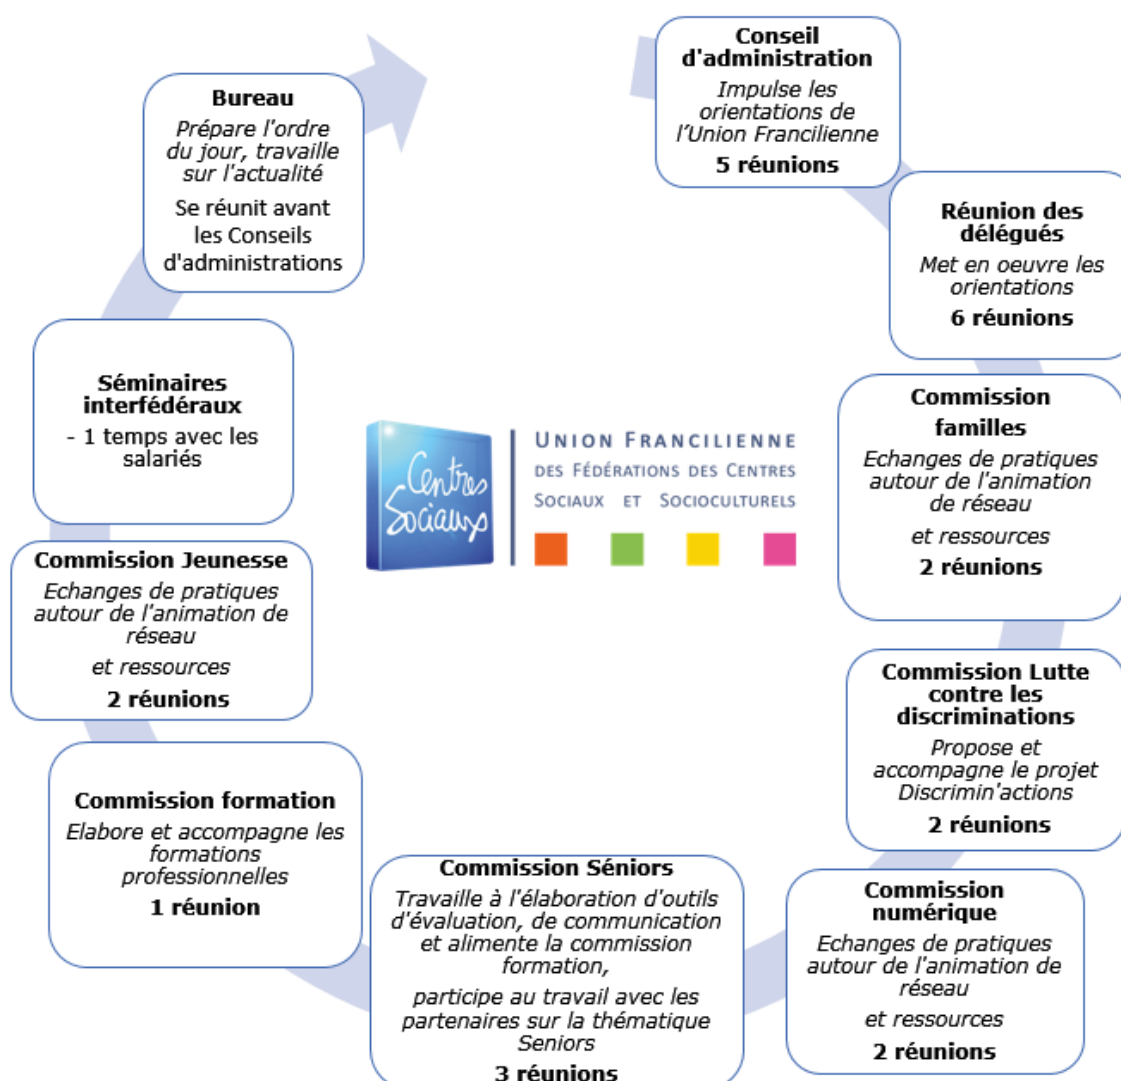 Conseil
d'administration
Impulse les
orientations de
l’Union Francilienne
5 réunions
Réunion des
délégués
Met en oeuvre les
orientations
6 réunions
Commission
familles
Echanges de pratiques
autour de l'animation
de réseau
et ressources
2 réunions
Commission Lutte
contre les
discriminations
Propose et
accompagne le projet
Discrimin'actions
2 réunions
Commission
numérique
Echanges de pratiques
autour de l'animation de
réseau
et ressources
2 réunions
Commission Séniors
Travaille à l'élaboration d'outils
d'évaluation, de communication
et alimente la commission
formation,
participe au travail avec les
partenaires sur la thématique
Seniors
3 réunions
Commission formation
Elabore et accompagne les
formations
professionnelles
1 réunion
Commission Jeunesse
Echanges de pratiques
autour de l'animation de
réseau
et ressources
2 réunions
Séminaires
interfédéraux
- 1 temps avec les
salariés
Bureau
Prépare l'ordre
du jour, travaille
sur l'actualité
Se réunit avant
les Conseils
d'administrations
Centres
Sociaux
UNION FRANCILIENNE
DES FÉDÉRATIONS DES CENTRES
SOCIAUX ET SOCIOCULTURELS